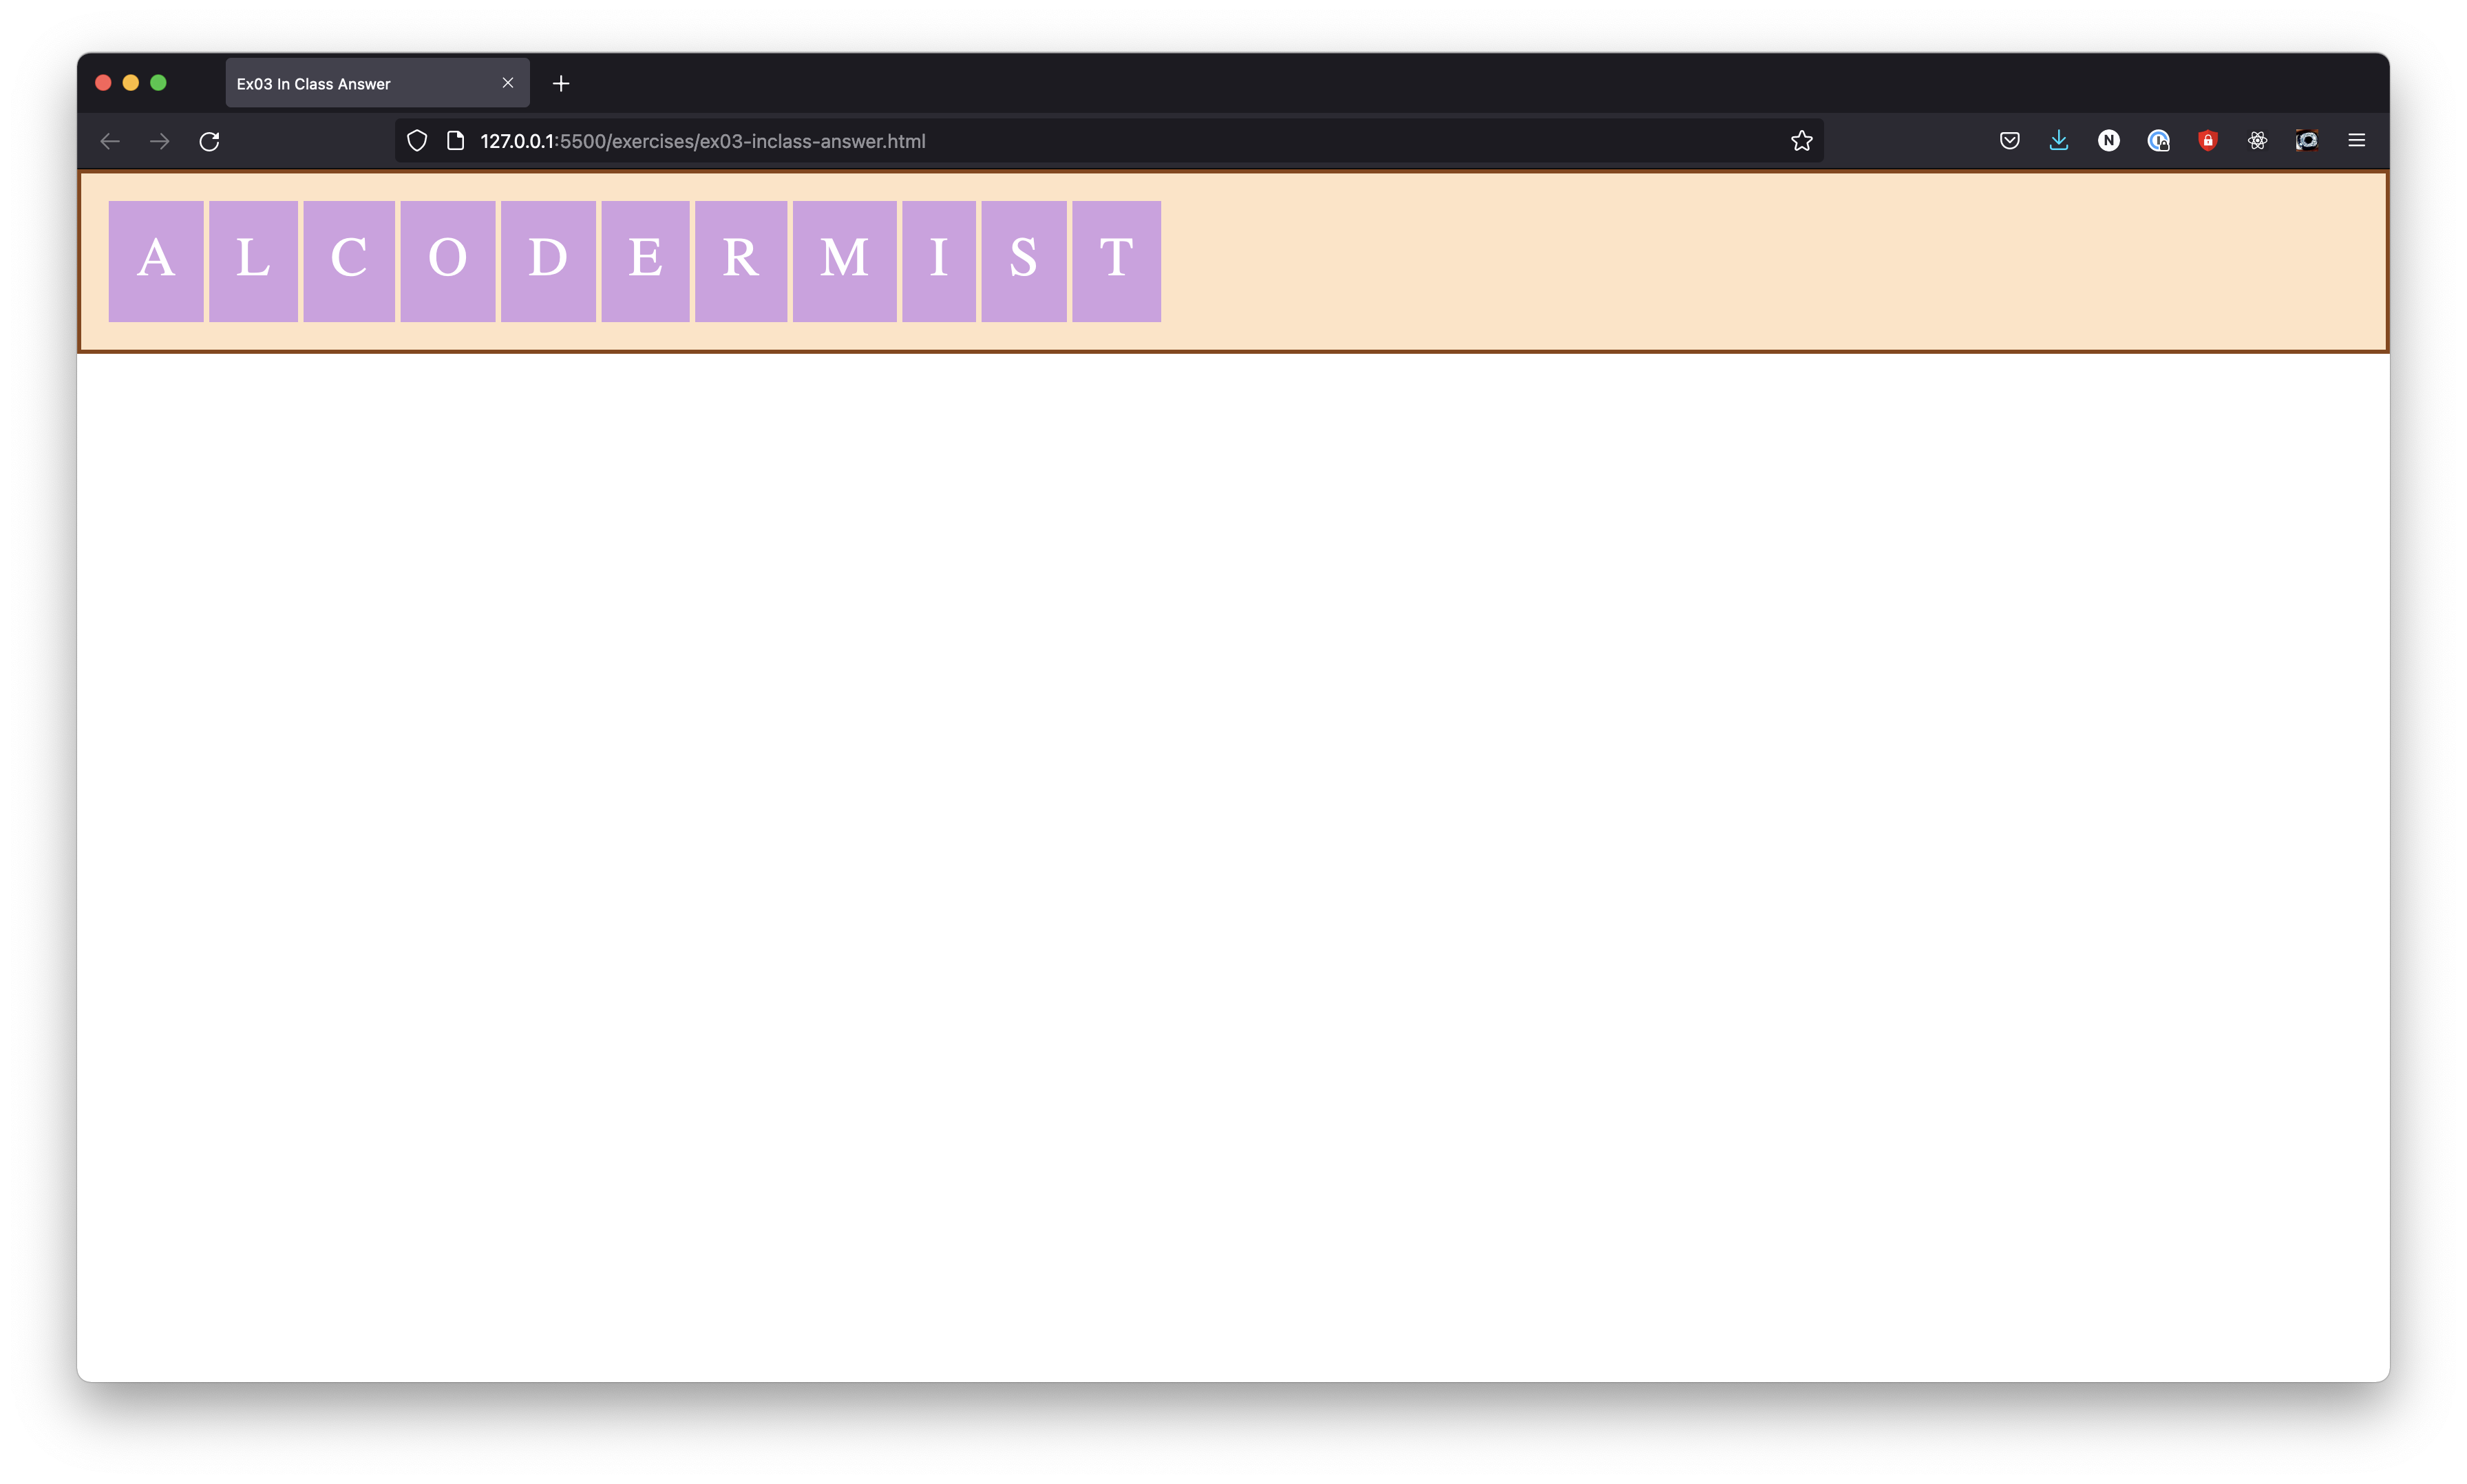 Ex03 In Class Answer
127.0.0.1:5500/exercises/ex03-inclass-answer.html
N
A L C O D E R M I S T